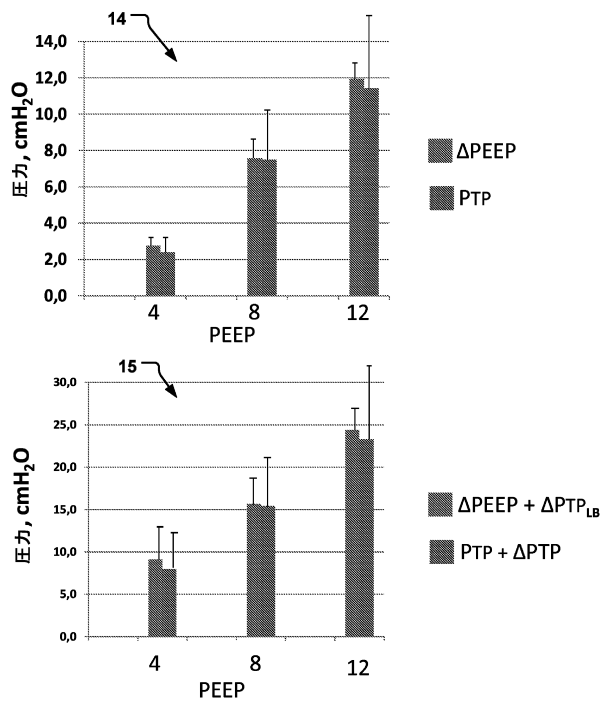 14
14,0
12,0
10,0
8,0
6,0
4,0
2,0
0,0
圧力, cmH2O
4
8
12
PEEP
ΔPEEP
PTP
15
30,0
25,0
20,0
15,0
10,0
5,0
0,0
圧力, cmH2O
4
8
12
PEEP
ΔPEEP + ΔPTPLB
PTP + ΔPTP